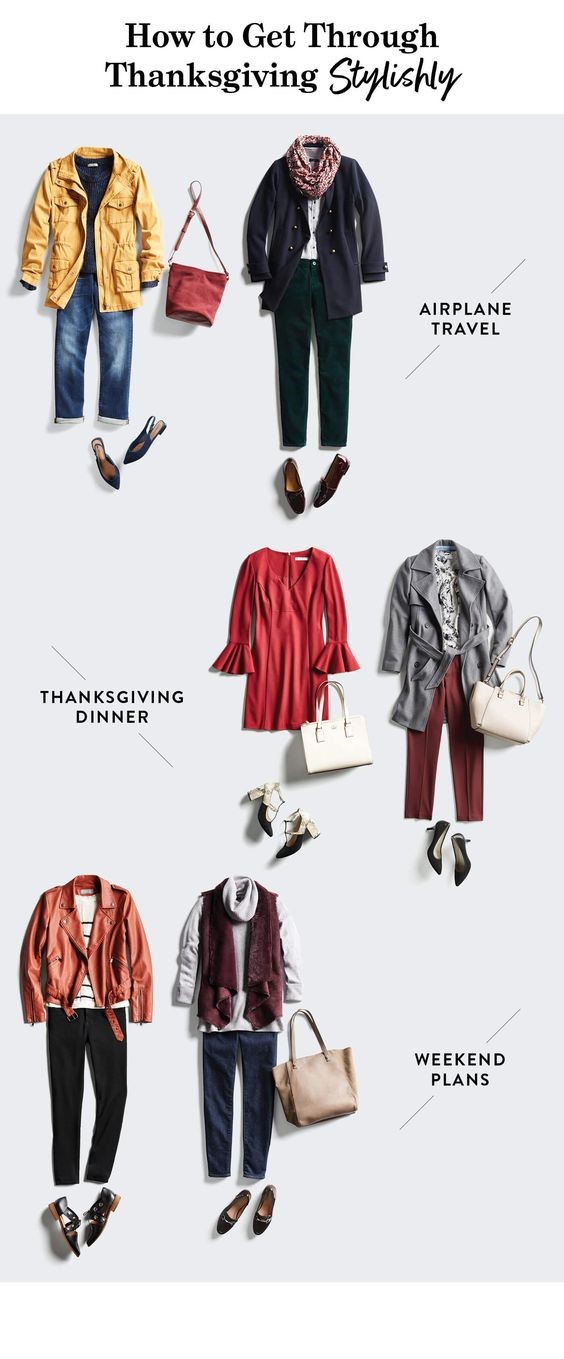 How to Get Through
Thanksgiving Stylishly
AIRPLANE
TRAVEL
THANKSGIVING
DINNER
WEEKEND
PLANS